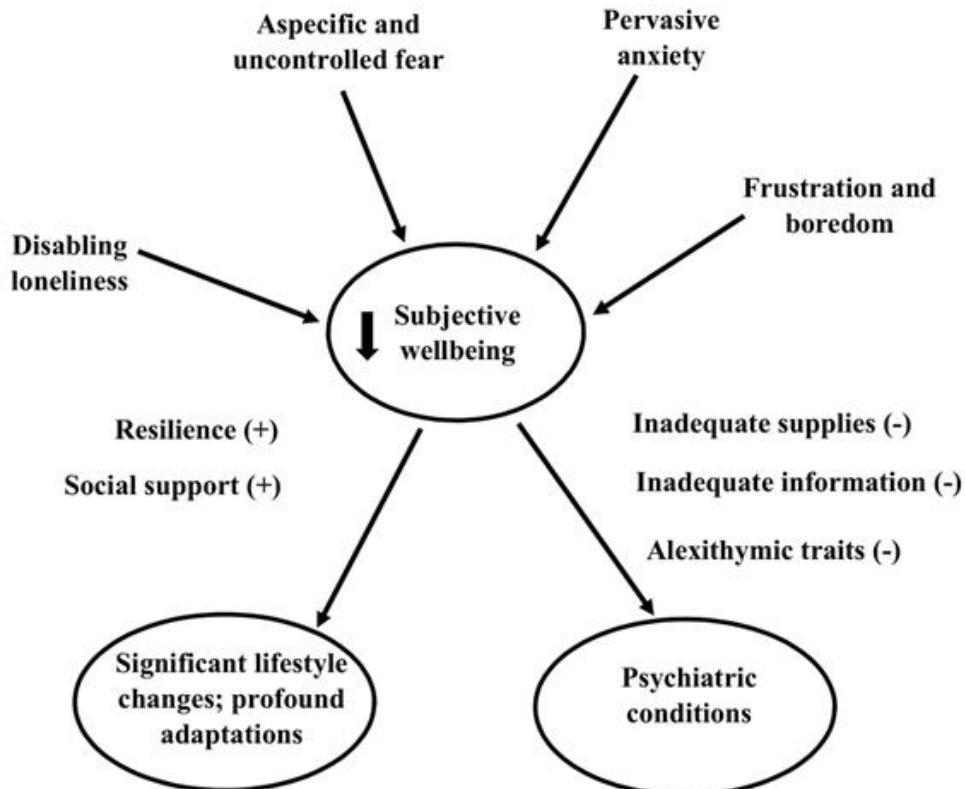 Aspecific and
uncontrolled fear
Pervasive
anxiety
Frustration and
boredom
Disabling
loneliness
Subjective
wellbeing
Resilience (+)
Social support (+)
Inadequate supplies (-)
Inadequate information (-)
Alexithymic traits (-)
Significant lifestyle
changes; profound
adaptations
Psychiatric
conditions